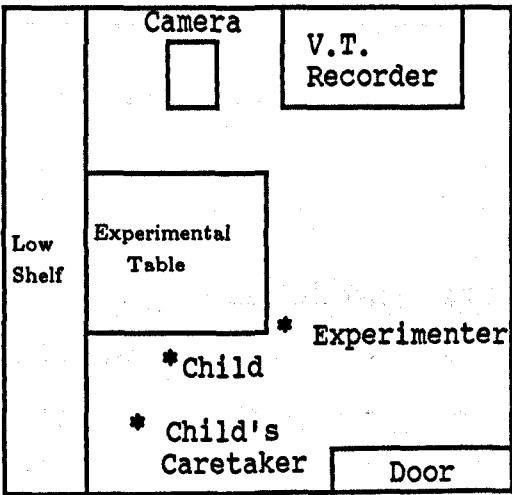 Camera
V.T.
Recorder
Low
Shelf
Experimental
Table
* Experimenter
*Child
* Child's
Caretaker
Door